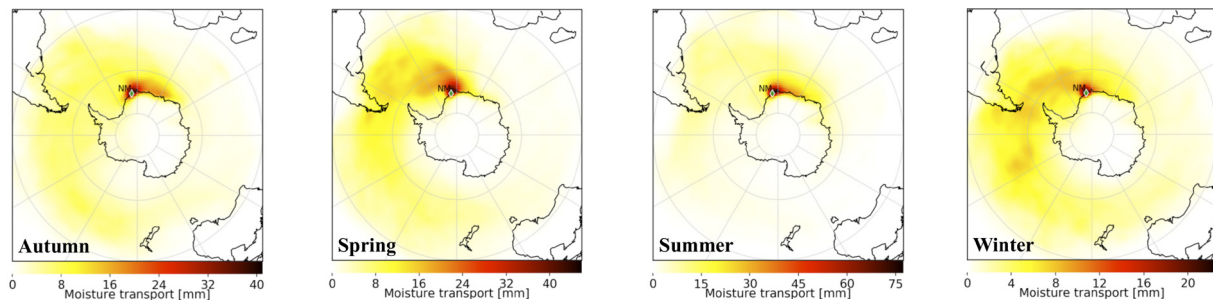 NM
NM
NM
NM
Autumn
Spring
Summer
Winter
0 8 16 24 32 40
0 8 16 24 32 40
0 15 30 45 60 75
0 4 8 12 16 20
Moisture transport [mm]
Moisture transport [mm]
Moisture transport [mm]
Moisture transport [mm]